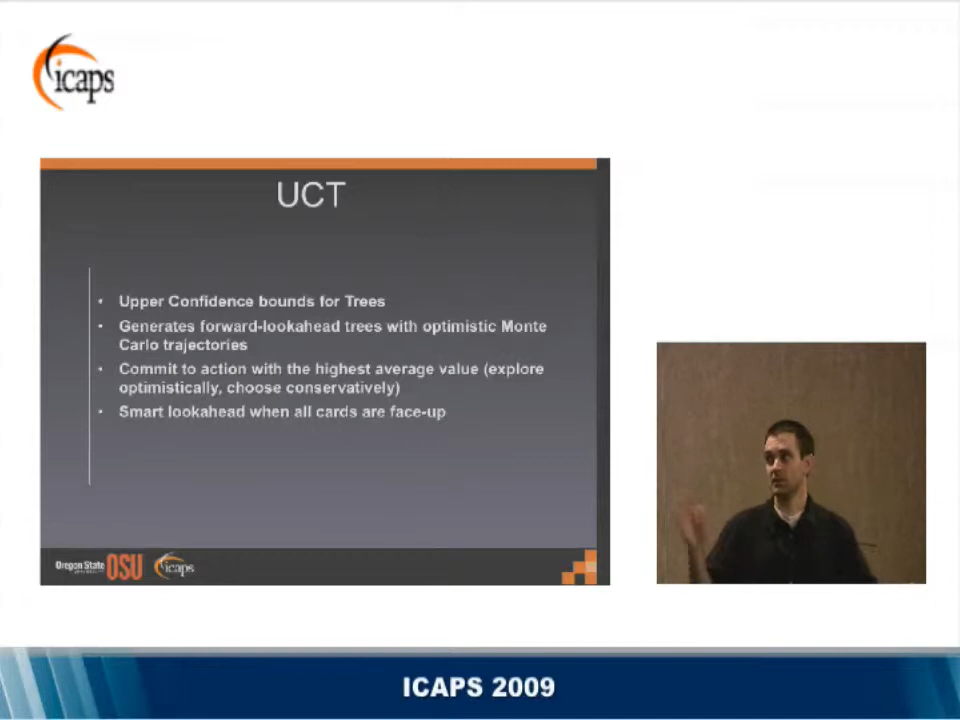 icaps
UCT
• Upper Confidence bounds for Trees
• Generates forward-lookahead trees with optimistic Monte
Carlo trajectories
• Commit to action with the highest average value (explore
optimistically, choose conservatively)
• Smart lookahead when all cards are face-up
Oregon State
OSU
icaps
ICAPS 2009